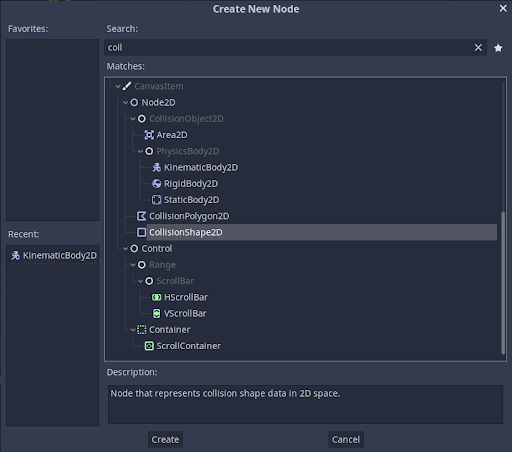 Create New Node
Favorites:
Search:
coll
Matches:
CanvasItem
Node2D
CollisionObject2D
Area2D
PhysicsBody2D
KinematicBody2D
RigidBody2D
StaticBody2D
CollisionPolygon2D
CollisionShape2D
Control
Range
ScrollBar
HScrollBar
VScrollBar
Container
ScrollContainer
Recent:
KinematicBody2D
Description:
Node that represents collision shape data in 2D space.
Create
Cancel